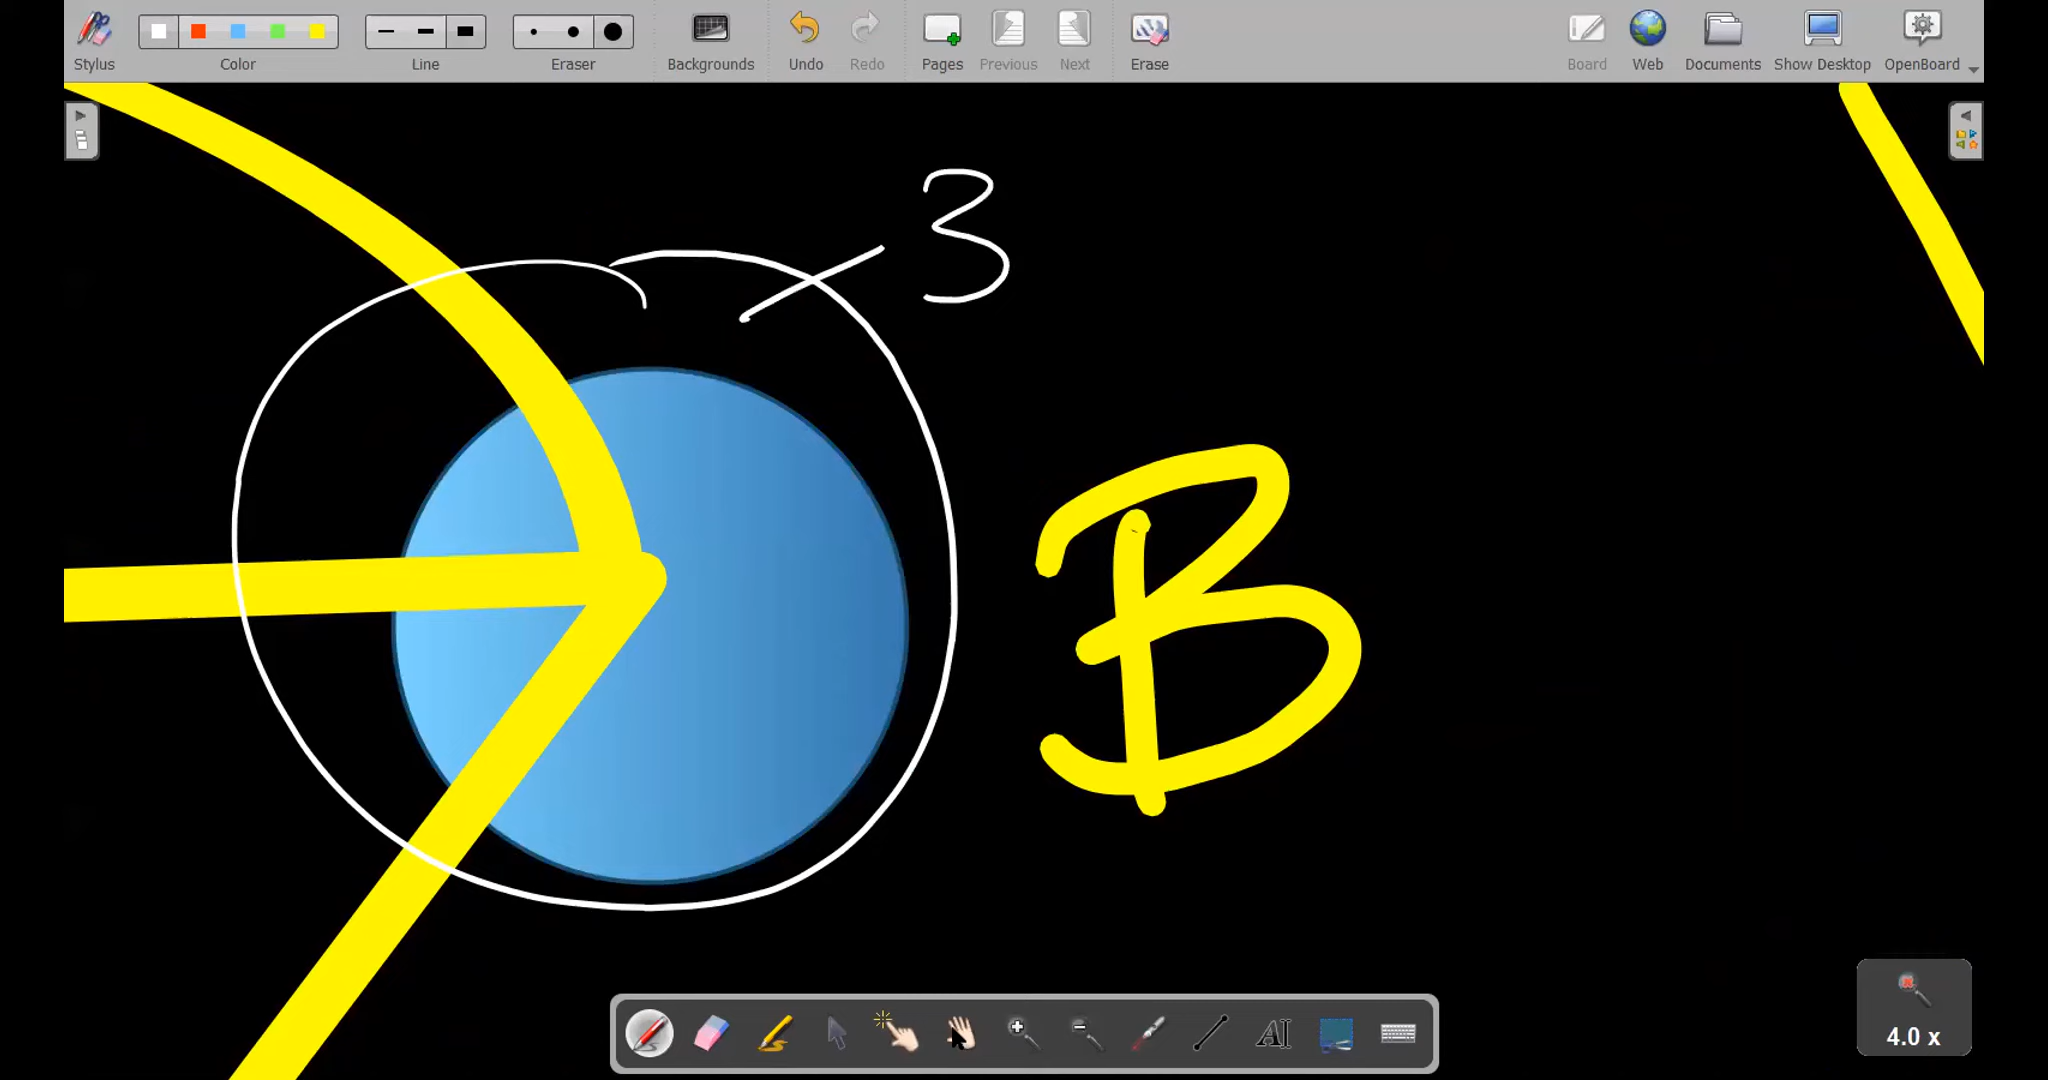 Stylus Color Line Eraser Backgrounds Undo Redo Pages Previous Next Erase Board Web Documents Show Desktop OpenBoard
3
B
AI
4.0 x